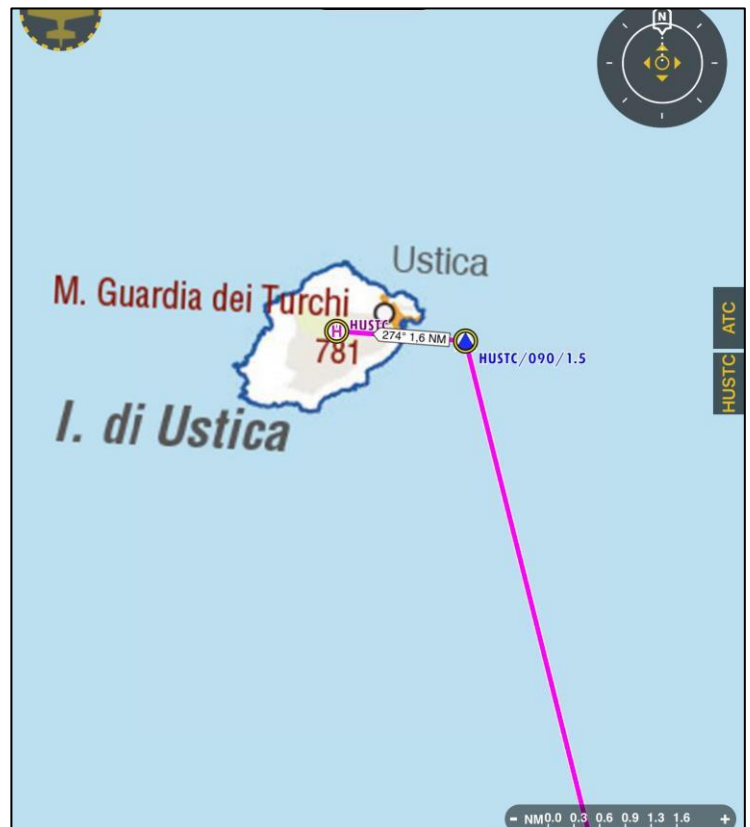 N
Ustica
M. Guardia dei Turchi
HUSTC
H
274° 1,6 NM
781
HUSTC/090/1.5
I. di Ustica
ATC
HUSTC
- NM 0.0 0.3 0.6 0.9 1.3 1.6 +